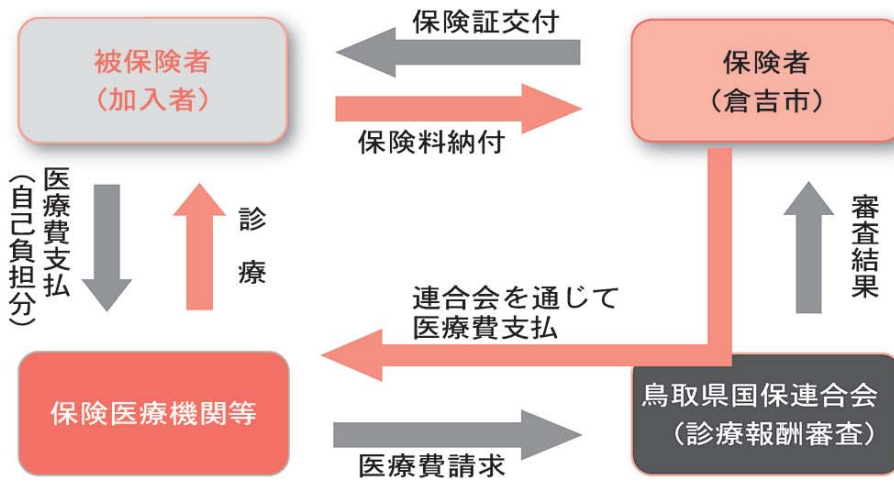 保険証交付
被保険者
（加入者）
保険者
（倉吉市）
保険料納付
医療費支払
（自己負担分）
診療
審査結果
連合会を通じて
医療費支払
保険医療機関等
鳥取県国保連合会
（診療報酬審査）
医療費請求